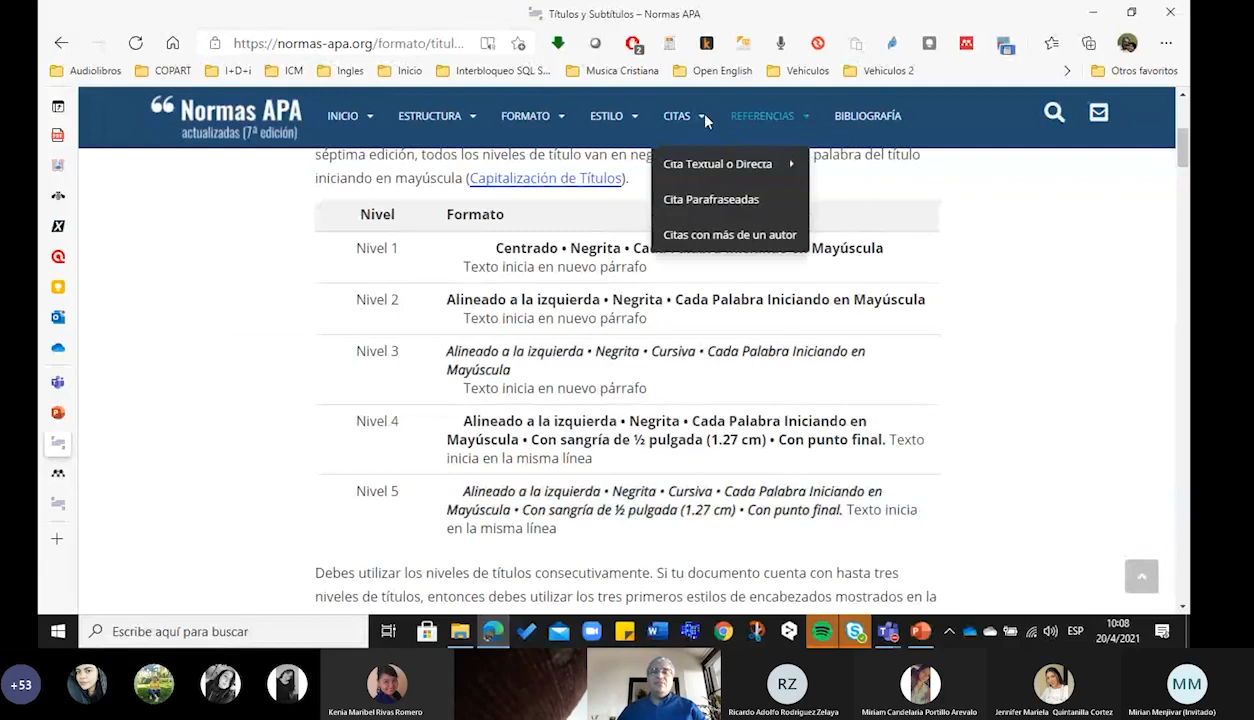 Títulos y Subtítulos – Normas APA
https://normas-apa.org/formato/titul...
2
Audiolibros
COPART
I+D+i
ICM
Ingles
Inicio
Interbloqueo SQL S...
Musica Cristiana
Open English
Vehiculos
Vehiculos 2
Otros favoritos
Normas APA
actualizadas (7ª edición)
INICIO
ESTRUCTURA
FORMATO
ESTILO
CITAS
REFERENCIAS
BIBLIOGRAFÍA
Cita Textual o Directa
Cita Parafraseadas
Citas con más de un autor
séptima edición, todos los niveles de título van en neg palabra del título
iniciando en mayúscula (Capitalización de Títulos).
Nivel Formato
Nivel 1 Centrado • Negrita • Ca Mayúscula
Texto inicia en nuevo párrafo
Nivel 2 Alineado a la izquierda • Negrita • Cada Palabra Iniciando en Mayúscula
Texto inicia en nuevo párrafo
Nivel 3 Alineado a la izquierda • Negrita • Cursiva • Cada Palabra Iniciando en
Mayúscula
Texto inicia en nuevo párrafo
Nivel 4 Alineado a la izquierda • Negrita • Cada Palabra Iniciando en
Mayúscula • Con sangría de ½ pulgada (1.27 cm) • Con punto final. Texto
inicia en la misma línea
Nivel 5 Alineado a la izquierda • Negrita • Cursiva • Cada Palabra Iniciando en
Mayúscula • Con sangría de ½ pulgada (1.27 cm) • Con punto final. Texto inicia
en la misma línea
Debes utilizar los niveles de títulos consecutivamente. Si tu documento cuenta con hasta tres
niveles de títulos, entonces debes utilizar los tres primeros estilos de encabezados mostrados en la
Escribe aquí para buscar
ESP
10:08
20/4/2021
+53
Kenia Maribel Rivas Romero
RZ
Ricardo Adolfo Rodriguez Zelaya
Miriam Candelaria Portillo Arevalo
Jennifer Mariela Quintanilla Cortez
MM
Mirian Menjivar (Invitado)